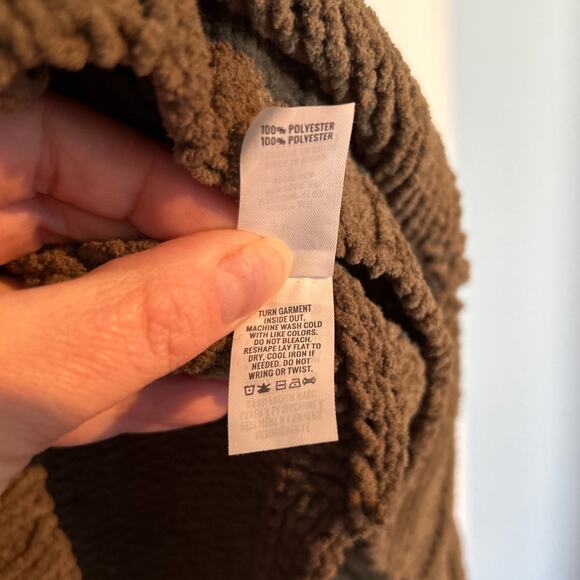 100% POLYESTER
100% POLYESTER
TURN GARMENT
INSIDE OUT.
MACHINE WASH COLD
WITH LIKE COLORS.
DO NOT BLEACH.
RESHAPE LAY FLAT TO
DRY, COOL IRON IF
NEEDED. DO NOT
WRING OR TWIST.